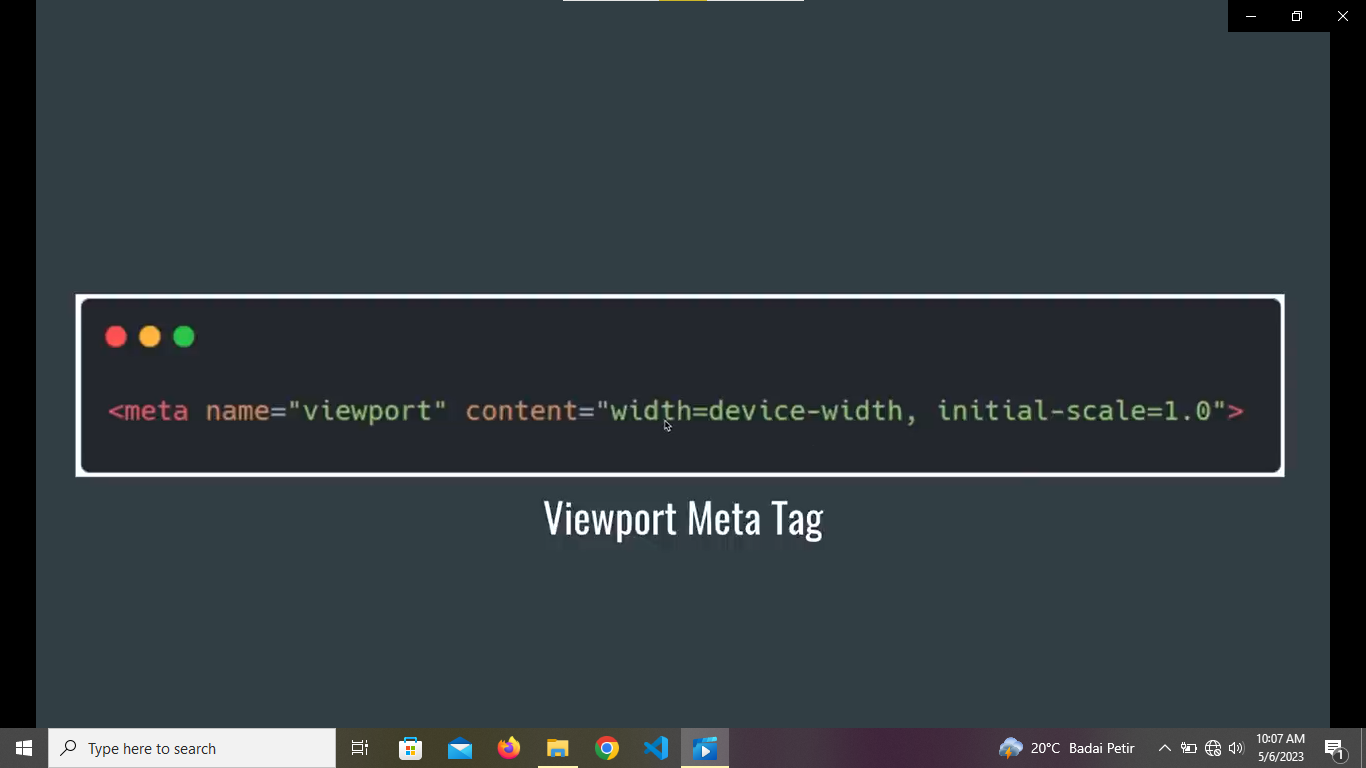 <meta name="viewport" content="width=device-width, initial-scale=1.0">
Viewport Meta Tag
Type here to search
20°C Badai Petir
10:07 AM
5/6/2023
1